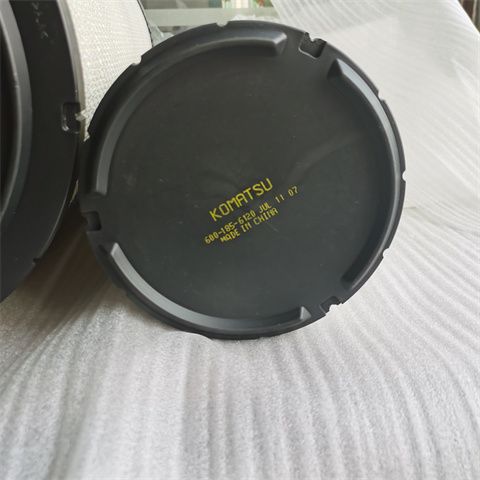 KOMATSU
600-185-6120 JUL 11 07
MADE IN CHINA